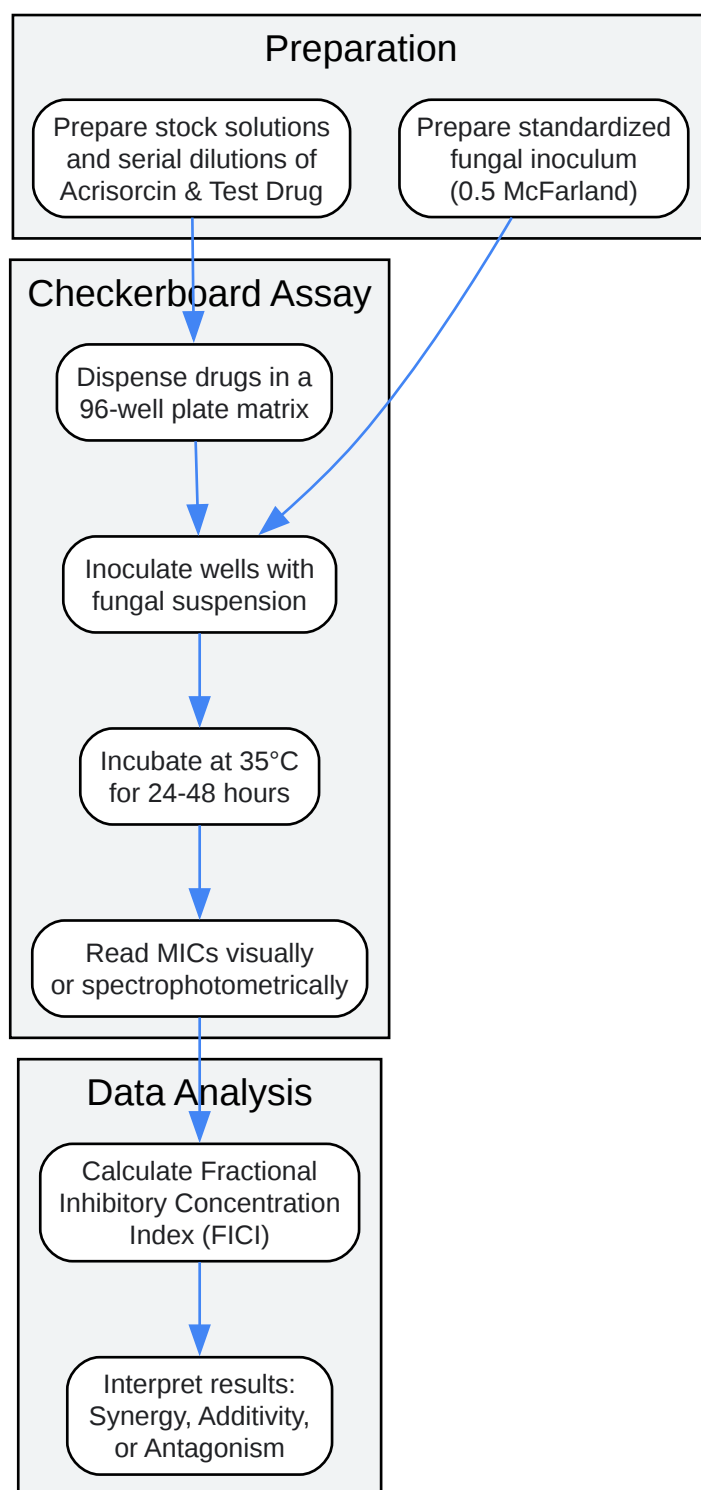 Preparation
Prepare stock solutions
and serial dilutions of
Acrisorcin & Test Drug
Prepare standardized
fungal inoculum
(0.5 McFarland)
Checkerboard Assay
Dispense drugs in a
96-well plate matrix
Inoculate wells with
fungal suspension
Incubate at 35°C
for 24-48 hours
Read MICs visually
or spectrophotometrically
Data Analysis
Calculate Fractional
Inhibitory Concentration
Index (FICI)
Interpret results:
Synergy, Additivity,
or Antagonism